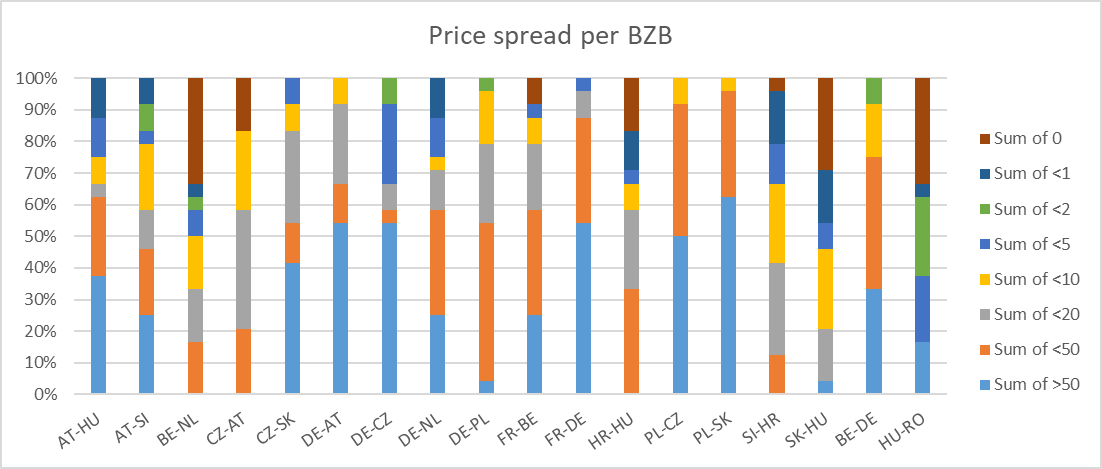 Price spread per BZB
100%
90%
80%
70%
60%
50%
40%
30%
20%
10%
0%
Sum of 0
Sum of <1
Sum of <2
Sum of <5
Sum of <10
Sum of <20
Sum of <50
Sum of >50
AT-HU
AT-SI
BE-NL
CZ-AT
CZ-SK
DE-AT
DE-CZ
DE-NL
DE-PL
FR-BE
FR-DE
HR-HU
PL-CZ
PL-SK
SI-HR
SK-HU
BE-DE
HU-RO